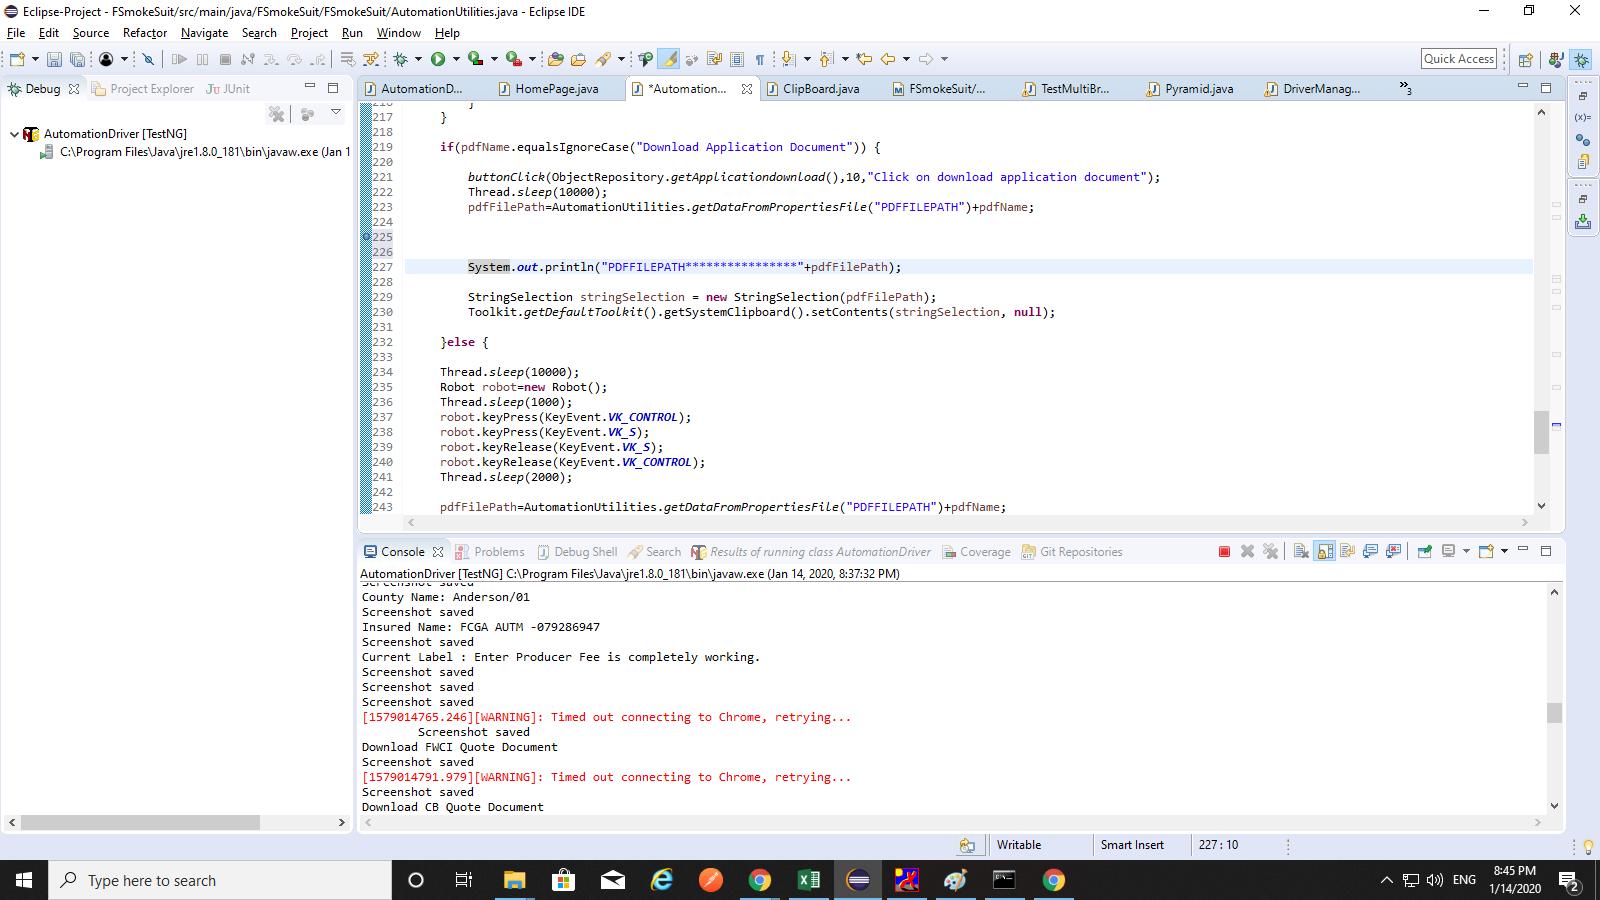 Eclipse-Project - FSmokeSuit/src/main/java/FSmokeSuit/FSmokeSuit/AutomationUtilities.java - Eclipse IDE
File Edit Source Refactor Navigate Search Project Run Window Help
Quick Access
Debug Project Explorer JUnit
AutomationDriver [TestNG]
C:\Program Files\Java\jre1.8.0_181\bin\javaw.exe (Jan 1
AutomationD... HomePage.java *Automation... ClipBoard.java FSmokeSuit/... TestMultiBr... Pyramid.java DriverManag... »3
216 }
217 }
218
219 if(pdfName.equalsIgnoreCase("Download Application Document")) {
220
221 buttonClick(ObjectRepository.getApplicationdownload(),10,"Click on download application document");
222 Thread.sleep(10000);
223 pdfFilePath=AutomationUtilities.getDataFromPropertiesFile("PDFFILEPATH")+pdfName;
224
225
226
227 System.out.println("PDFFILEPATH****************"+pdfFilePath);
228
229 StringSelection stringSelection = new StringSelection(pdfFilePath);
230 Toolkit.getDefaultToolkit().getSystemClipboard().setContents(stringSelection, null);
231
232 }else {
233
234 Thread.sleep(10000);
235 Robot robot=new Robot();
236 Thread.sleep(1000);
237 robot.keyPress(KeyEvent.VK_CONTROL);
238 robot.keyPress(KeyEvent.VK_S);
239 robot.keyRelease(KeyEvent.VK_S);
240 robot.keyRelease(KeyEvent.VK_CONTROL);
241 Thread.sleep(2000);
242
243 pdfFilePath=AutomationUtilities.getDataFromPropertiesFile("PDFFILEPATH")+pdfName;
Console Problems Debug Shell Search Results of running class AutomationDriver Coverage Git Repositories
AutomationDriver [TestNG] C:\Program Files\Java\jre1.8.0_181\bin\javaw.exe (Jan 14, 2020, 8:37:32 PM)
Screenshot saved
County Name: Anderson/01
Screenshot saved
Insured Name: FCGA AUTM -079286947
Screenshot saved
Current Label : Enter Producer Fee is completely working.
Screenshot saved
Screenshot saved
Screenshot saved
[1579014765.246][WARNING]: Timed out connecting to Chrome, retrying...
Screenshot saved
Download FWCI Quote Document
Screenshot saved
[1579014791.979][WARNING]: Timed out connecting to Chrome, retrying...
Screenshot saved
Download CB Quote Document
Writable Smart Insert 227 : 10
Type here to search
ENG
8:45 PM
1/14/2020
2